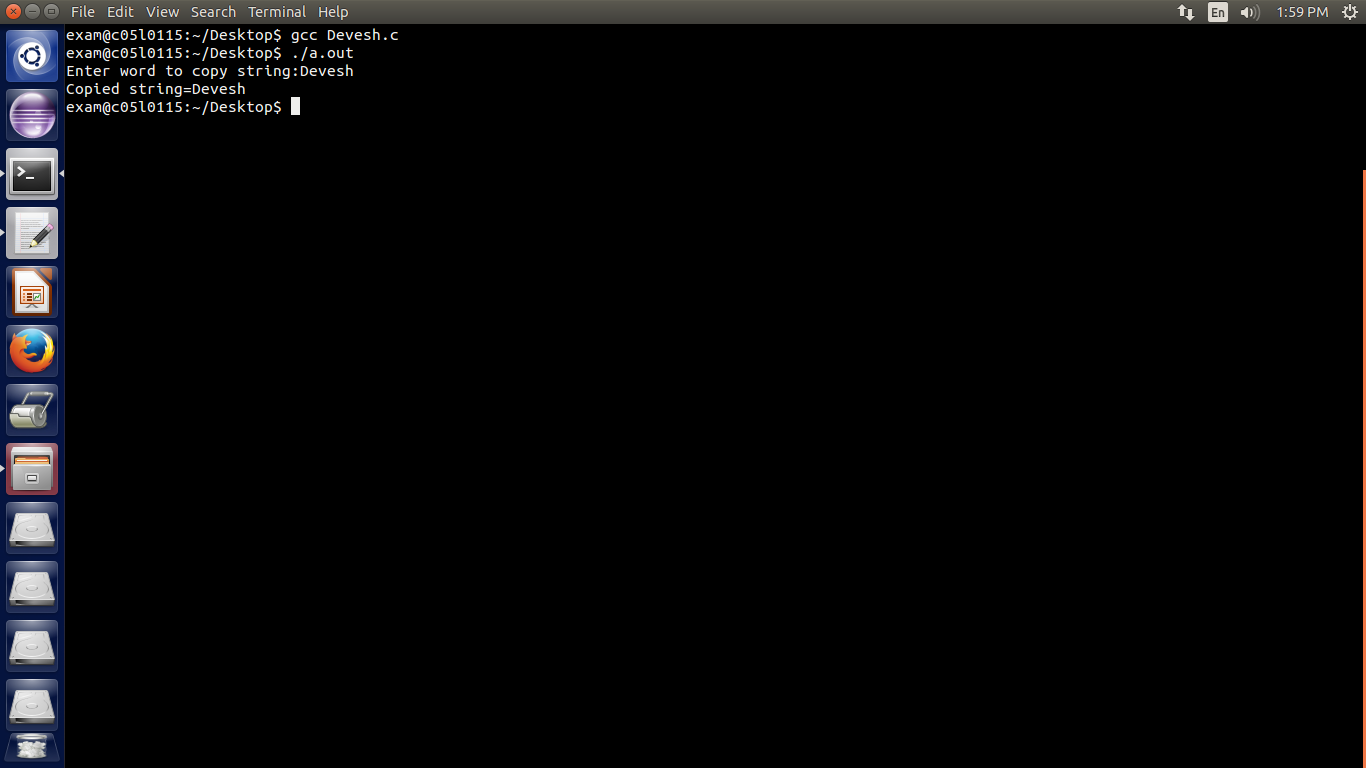 File Edit View Search Terminal Help En 1:59 PM
exam@c05l0115:~/Desktop$ gcc Devesh.c
exam@c05l0115:~/Desktop$ ./a.out
Enter word to copy string:Devesh
Copied string=Devesh
exam@c05l0115:~/Desktop$